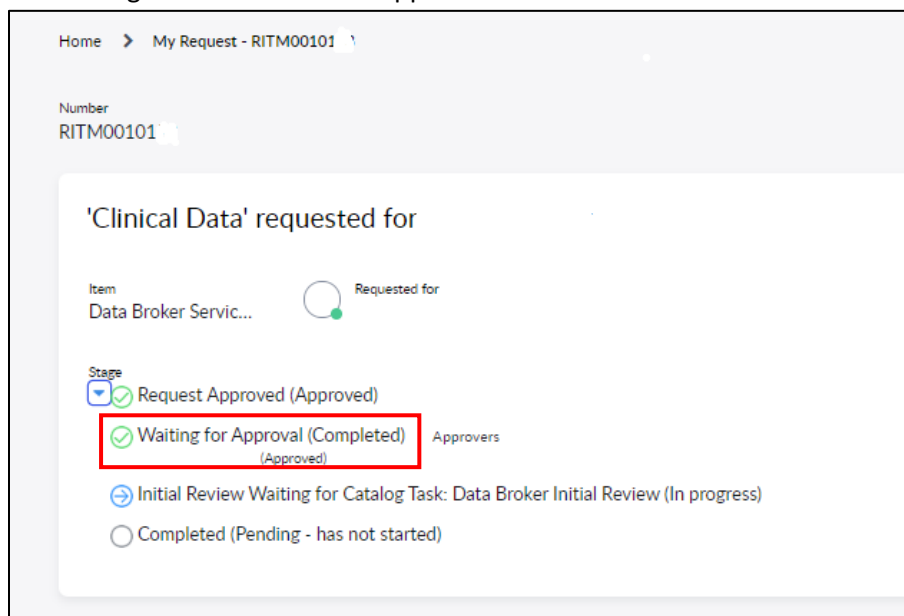 Home > My Request - RITM00101
Number
RITM00101
'Clinical Data' requested for
Item
Data Broker Servic...
Requested for
Stage
Request Approved (Approved)
Waiting for Approval (Completed) Approvers
(Approved)
Initial Review Waiting for Catalog Task: Data Broker Initial Review (In progress)
Completed (Pending - has not started)